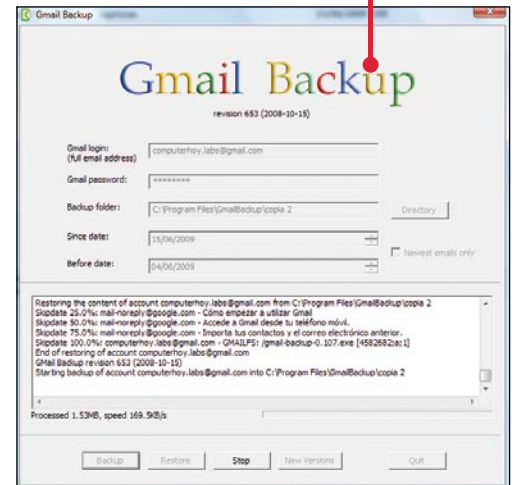 Gmail Backup
Gmail Backup
revision 653 (2008-10-15)
Gmail login:
(full email address)
computerhoy.labs@gmail.com
Gmail password:
********
Backup folder:
C:\Program Files\GmailBackup\copia 2
Directory
Since date:
15/06/2009
Newest emails only
Before date:
04/06/2009
Restoring the content of account computerhoy.labs@gmail.com from C:\Program Files\GmailBackup\copia 2
Skipdate 25.0%: mail-noreply@google.com - Cómo empezar a utilizar Gmail
Skipdate 50.0%: mail-noreply@google.com - Accede a Gmail desde tu teléfono móvil.
Skipdate 75.0%: mail-noreply@google.com - Importa tus contactos y el correo electrónico anterior.
Skipdate 100.0%: computerhoy.labs@gmail.com - GMAILFS: /gmail-backup-0.107.exe [4582682;a;1]
End of restoring of account computerhoy.labs@gmail.com
GMail Backup revision 653 (2008-10-15)
Starting backup of account computerhoy.labs@gmail.com into C:\Program Files\GmailBackup\copia 2
Processed 1.53MB, speed 169.5kB/s
Backup
Restore
Stop
New Versions
Quit